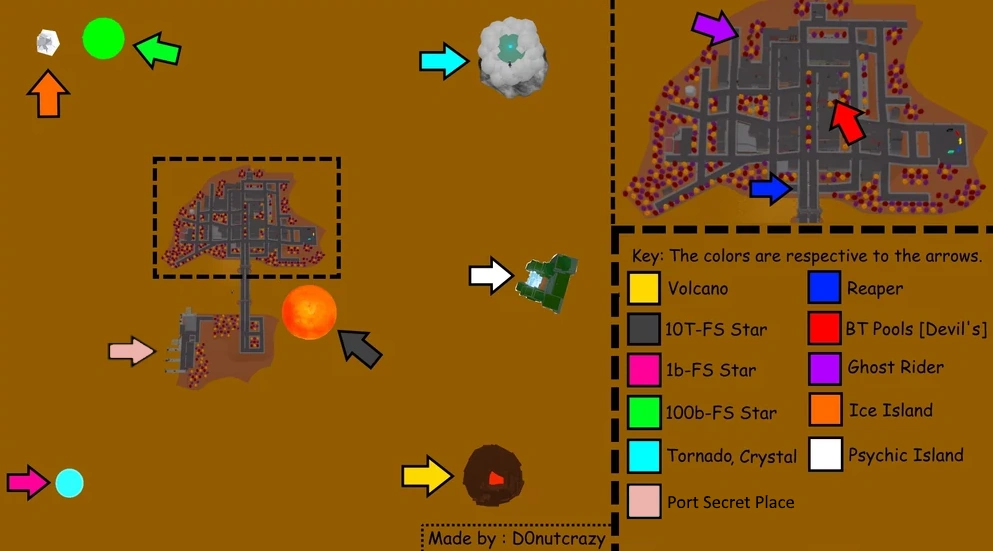 Key: The colors are respective to the arrows.
Volcano
10T-FS Star
1b-FS Star
100b-FS Star
Tornado, Crystal
Port Secret Place
Reaper
BT Pools [Devil's]
Ghost Rider
Ice Island
Psychic Island
Made by : D0nutcrazy